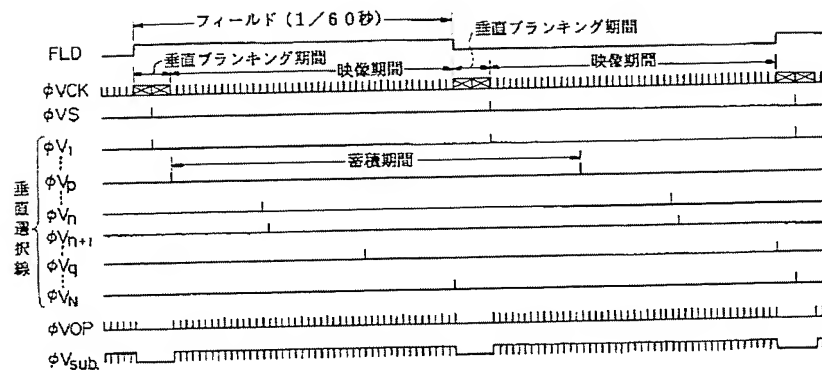 フィールド(1/60秒)
FLD
垂直ブランキング期間
垂直ブランキング期間
映像期間
映像期間
φVCK
φVS
垂直選択線
φV1
蓄積期間
φVp
φVn
φVn+1
φVq
φVN
φVOP
φVsub.